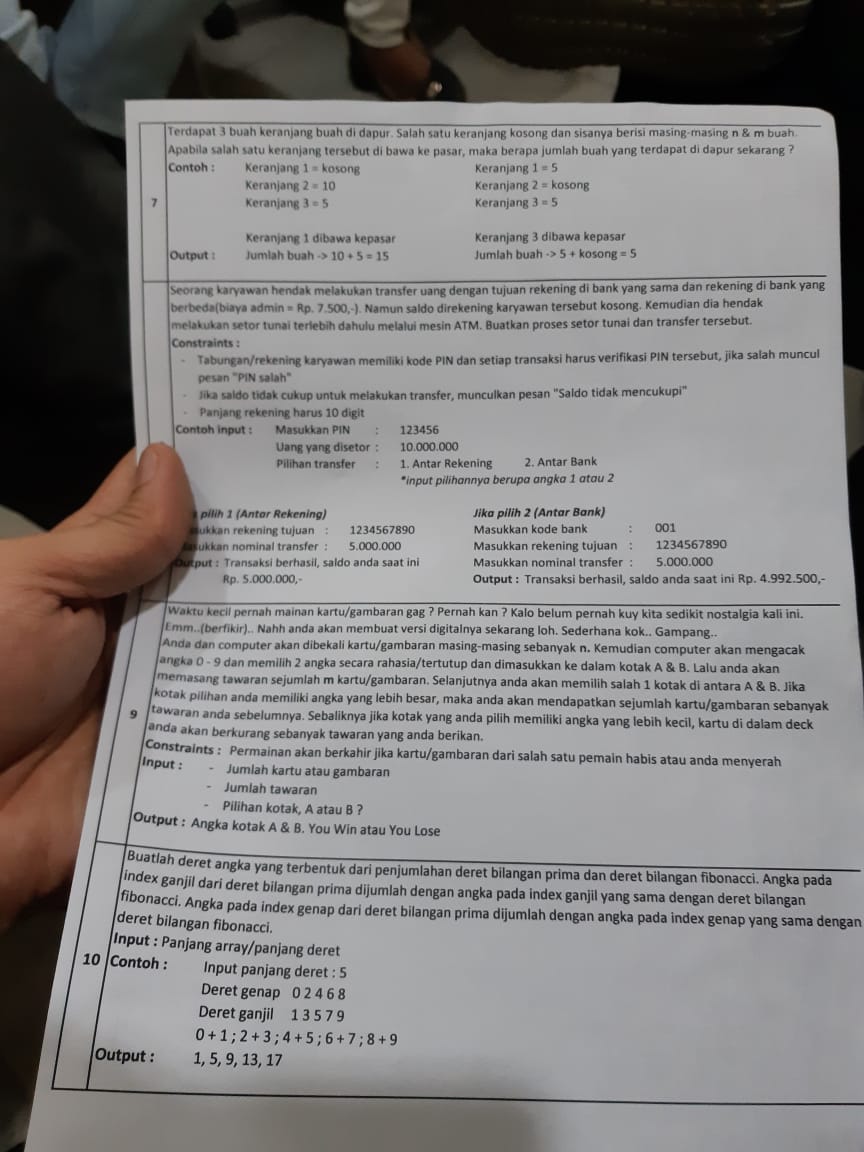 Terdapat 3 buah keranjang buah di dapur. Salah satu keranjang kosong dan sisanya berisi masing-masing n & m buah.
Apabila salah satu keranjang tersebut di bawa ke pasar, maka berapa jumlah buah yang terdapat di dapur sekarang ?
Contoh : Keranjang 1 = kosong Keranjang 1 = 5
Keranjang 2 = 10 Keranjang 2 = kosong
7 Keranjang 3 = 5 Keranjang 3 = 5
Keranjang 1 dibawa kepasar Keranjang 3 dibawa kepasar
Output : Jumlah buah -> 10 + 5 = 15 Jumlah buah -> 5 + kosong = 5
Seorang karyawan hendak melakukan transfer uang dengan tujuan rekening di bank yang sama dan rekening di bank yang
berbeda(biaya admin = Rp. 7.500,-). Namun saldo direkening karyawan tersebut kosong. Kemudian dia hendak
melakukan setor tunai terlebih dahulu melalui mesin ATM. Buatkan proses setor tunai dan transfer tersebut.
Constraints :
- Tabungan/rekening karyawan memiliki kode PIN dan setiap transaksi harus verifikasi PIN tersebut, jika salah muncul
pesan "PIN salah"
- Jika saldo tidak cukup untuk melakukan transfer, munculkan pesan "Saldo tidak mencukupi"
- Panjang rekening harus 10 digit
Contoh input : Masukkan PIN : 123456
Uang yang disetor : 10.000.000
Pilihan transfer : 1. Antar Rekening 2. Antar Bank
*input pilihannya berupa angka 1 atau 2
pilih 1 (Antar Rekening) Jika pilih 2 (Antar Bank)
rekening tujuan : 1234567890 Masukkan kode bank : 001
nominal transfer : 5.000.000 Masukkan rekening tujuan : 1234567890
Output : Transaksi berhasil, saldo anda saat ini Masukkan nominal transfer : 5.000.000
Rp. 5.000.000,- Output : Transaksi berhasil, saldo anda saat ini Rp. 4.992.500,-
Waktu kecil pernah mainan kartu/gambaran gag ? Pernah kan ? Kalo belum pernah kuy kita sedikit nostalgia kali ini.
Emm..(berfikir).. Nahh anda akan membuat versi digitalnya sekarang loh. Sederhana kok.. Gampang..
Anda dan computer akan dibekali kartu/gambaran masing-masing sebanyak n. Kemudian computer akan mengacak
angka 0 - 9 dan memilih 2 angka secara rahasia/tertutup dan dimasukkan ke dalam kotak A & B. Lalu anda akan
memasang tawaran sejumlah m kartu/gambaran. Selanjutnya anda akan memilih salah 1 kotak di antara A & B. Jika
kotak pilihan anda memiliki angka yang lebih besar, maka anda akan mendapatkan sejumlah kartu/gambaran sebanyak
9 tawaran anda sebelumnya. Sebaliknya jika kotak yang anda pilih memiliki angka yang lebih kecil, kartu di dalam deck
anda akan berkurang sebanyak tawaran yang anda berikan.
Constraints : Permainan akan berkahir jika kartu/gambaran dari salah satu pemain habis atau anda menyerah
Input : - Jumlah kartu atau gambaran
- Jumlah tawaran
- Pilihan kotak, A atau B ?
Output : Angka kotak A & B. You Win atau You Lose
Buatlah deret angka yang terbentuk dari penjumlahan deret bilangan prima dan deret bilangan fibonacci. Angka pada
index ganjil dari deret bilangan prima dijumlah dengan angka pada index ganjil yang sama dengan deret bilangan
fibonacci. Angka pada index genap dari deret bilangan prima dijumlah dengan angka pada index genap yang sama dengan
deret bilangan fibonacci.
Input : Panjang array/panjang deret
10 Contoh : Input panjang deret : 5
Deret genap 0 2 4 6 8
Deret ganjil 1 3 5 7 9
0 + 1 ; 2 + 3 ; 4 + 5 ; 6 + 7 ; 8 + 9
Output : 1, 5, 9, 13, 17